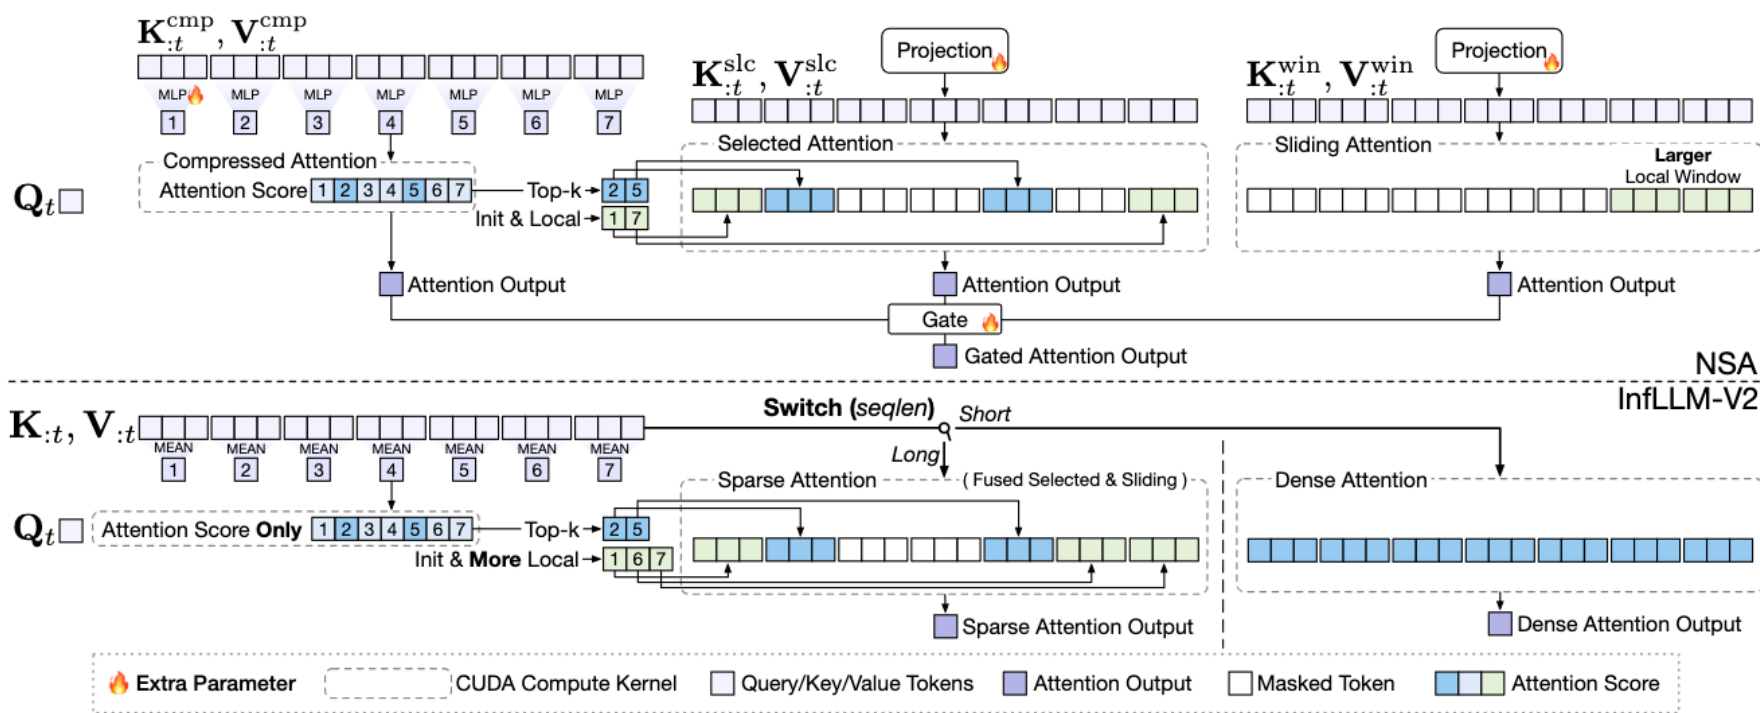 K:t^cmp, V:t^cmp
MLP MLP MLP MLP MLP MLP MLP
1 2 3 4 5 6 7
Projection
K:t^slc, V:t^slc
Projection
K:t^win, V:t^win
Compressed Attention
Selected Attention
Sliding Attention
Larger
Local Window
Qt
Attention Score 1 2 3 4 5 6 7
Top-k 2 5
Init & Local 1 7
Attention Output
Attention Output
Attention Output
Gate
Gated Attention Output
NSA
InfLLM-V2
K:t, V:t
MEAN MEAN MEAN MEAN MEAN MEAN MEAN
1 2 3 4 5 6 7
Switch (seqlen)
Short
Long
Sparse Attention
( Fused Selected & Sliding )
Dense Attention
Qt
Attention Score Only 1 2 3 4 5 6 7
Top-k 2 5
Init & More Local 1 6 7
Sparse Attention Output
Dense Attention Output
Extra Parameter
CUDA Compute Kernel
Query/Key/Value Tokens
Attention Output
Masked Token
Attention Score